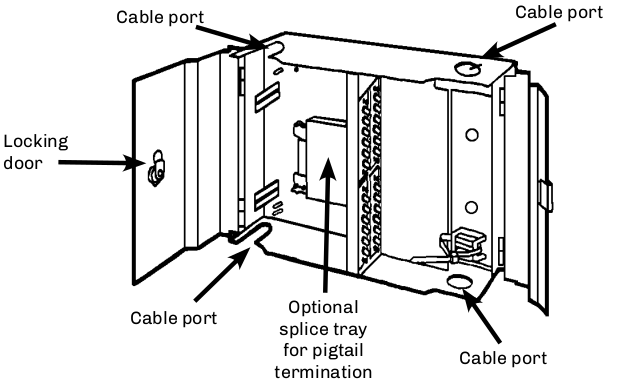 Cable port
Cable port
Locking
door
Cable port
Optional
splice tray
for pigtail
termination
Cable port